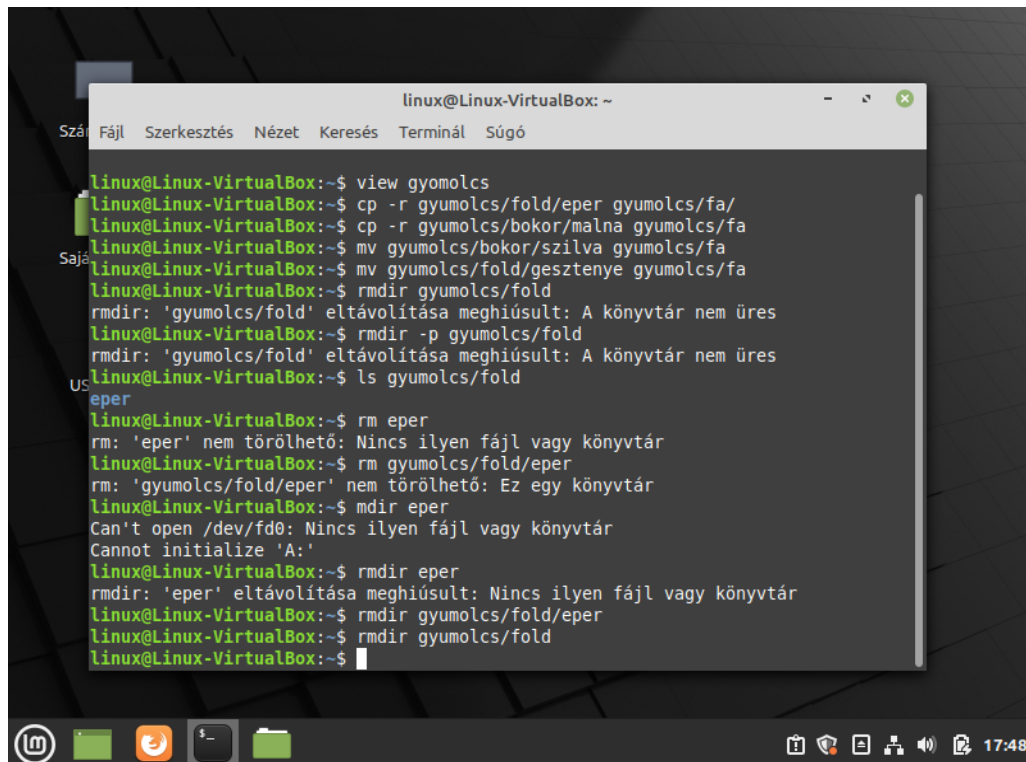 linux@Linux-VirtualBox: ~
Fájl Szerkesztés Nézet Keresés Terminál Súgó
linux@Linux-VirtualBox:~$ view gyomolcs
linux@Linux-VirtualBox:~$ cp -r gyumolcs/fold/eper gyumolcs/fa/
linux@Linux-VirtualBox:~$ cp -r gyumolcs/bokor/malna gyumolcs/fa
linux@Linux-VirtualBox:~$ mv gyumolcs/bokor/szilva gyumolcs/fa
linux@Linux-VirtualBox:~$ mv gyumolcs/fold/gesztenye gyumolcs/fa
linux@Linux-VirtualBox:~$ rmdir gyumolcs/fold
rmdir: 'gyumolcs/fold' eltávolítása meghiúsult: A könyvtár nem üres
linux@Linux-VirtualBox:~$ rmdir -p gyumolcs/fold
rmdir: 'gyumolcs/fold' eltávolítása meghiúsult: A könyvtár nem üres
linux@Linux-VirtualBox:~$ ls gyumolcs/fold
eper
linux@Linux-VirtualBox:~$ rm eper
rm: 'eper' nem törölhető: Nincs ilyen fájl vagy könyvtár
linux@Linux-VirtualBox:~$ rm gyumolcs/fold/eper
rm: 'gyumolcs/fold/eper' nem törölhető: Ez egy könyvtár
linux@Linux-VirtualBox:~$ mdir eper
Can't open /dev/fd0: Nincs ilyen fájl vagy könyvtár
Cannot initialize 'A:'
linux@Linux-VirtualBox:~$ rmdir eper
rmdir: 'eper' eltávolítása meghiúsult: Nincs ilyen fájl vagy könyvtár
linux@Linux-VirtualBox:~$ rmdir gyumolcs/fold/eper
linux@Linux-VirtualBox:~$ rmdir gyumolcs/fold
linux@Linux-VirtualBox:~$
17:48